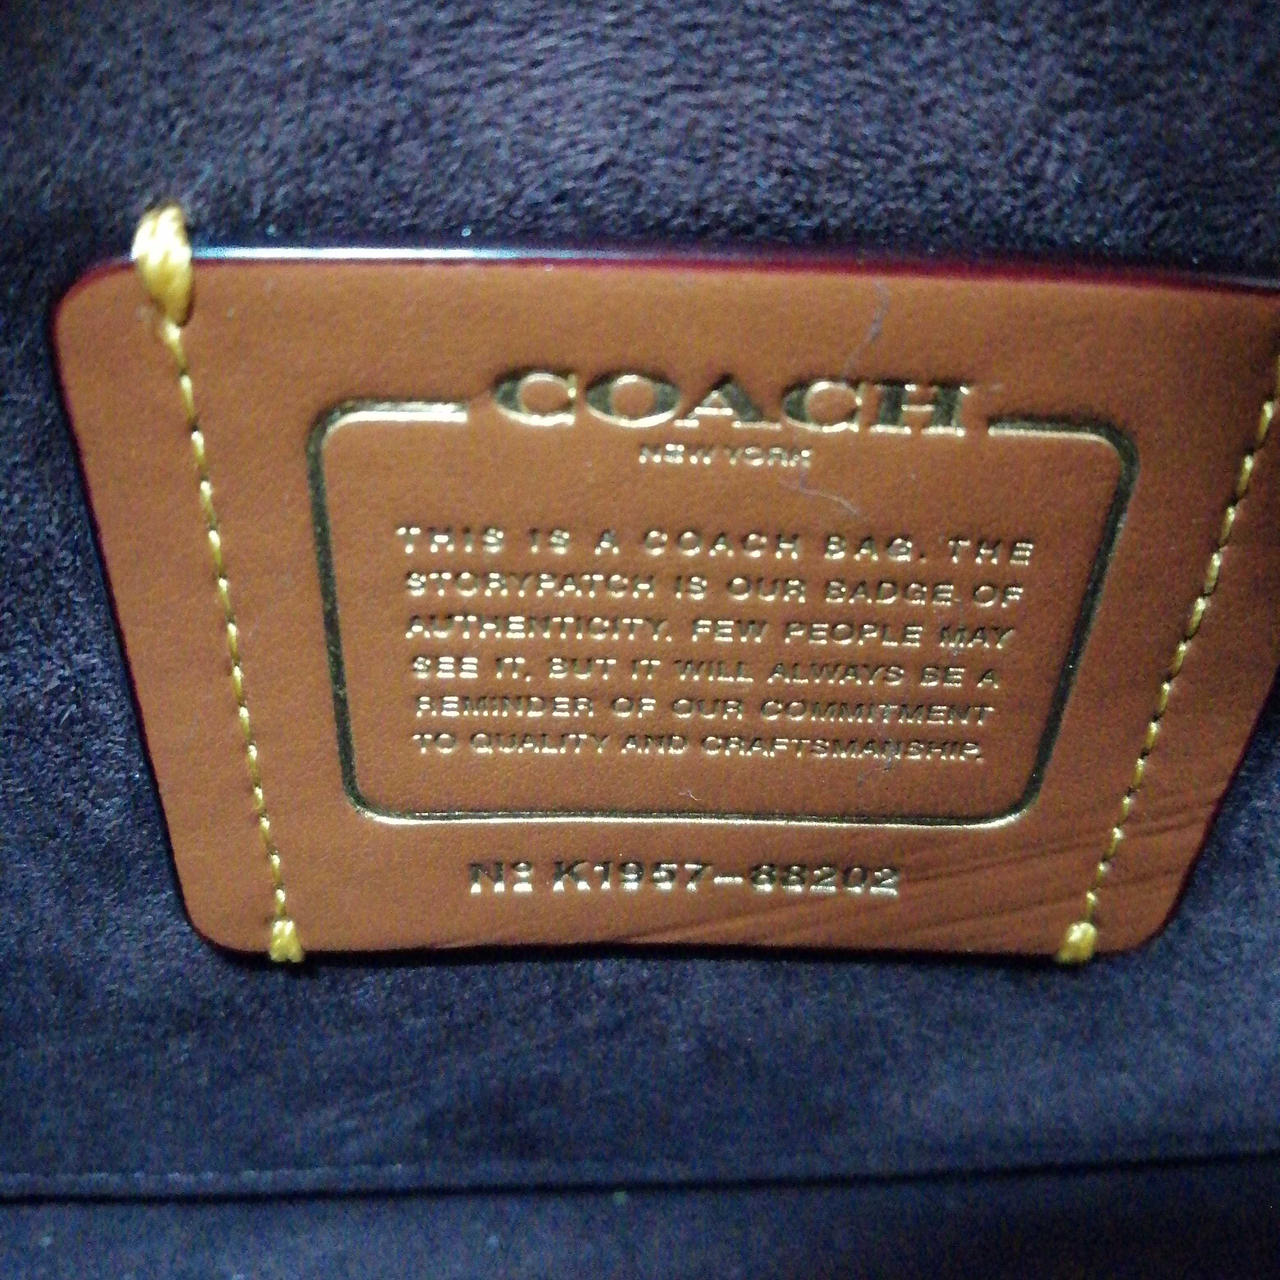 COACH
NEW YORK
THIS IS A COACH BAG. THE
STORYPATCH IS OUR BADGE OF
AUTHENTICITY. FEW PEOPLE MAY
SEE IT, BUT IT WILL ALWAYS BE A
REMINDER OF OUR COMMITMENT
TO QUALITY AND CRAFTSMANSHIP.
Nº K1957-68202